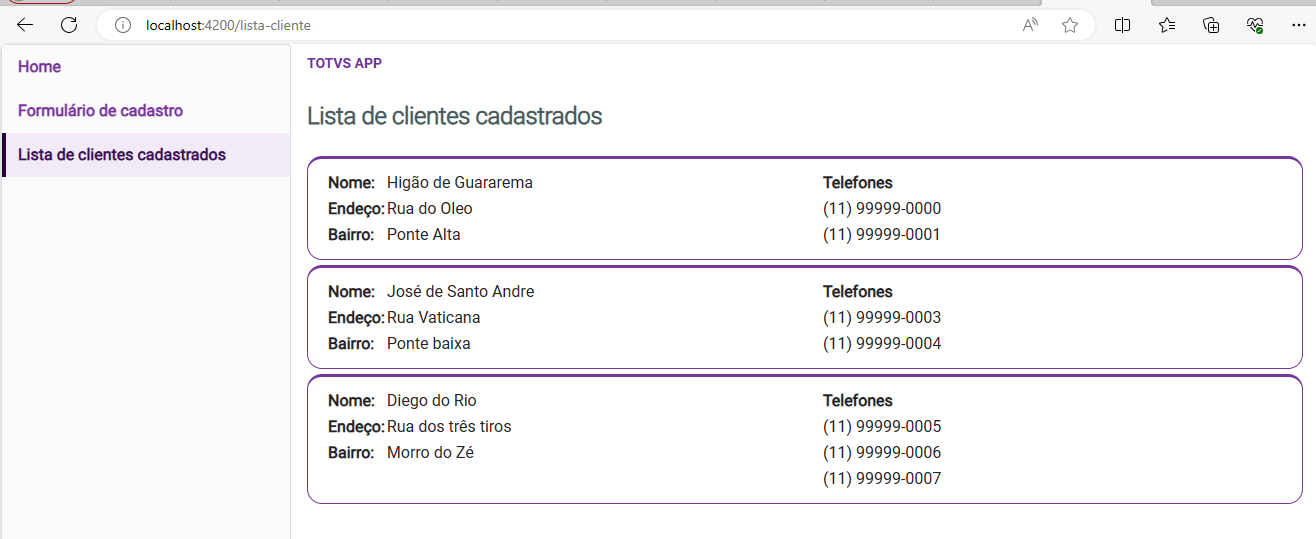 localhost:4200/lista-cliente
Home
Formulário de cadastro
Lista de clientes cadastrados
TOTVS APP
Lista de clientes cadastrados
Nome: Higão de Guararema
Endeço: Rua do Oleo
Bairro: Ponte Alta
Telefones
(11) 99999-0000
(11) 99999-0001
Nome: José de Santo Andre
Endeço: Rua Vaticana
Bairro: Ponte baixa
Telefones
(11) 99999-0003
(11) 99999-0004
Nome: Diego do Rio
Endeço: Rua dos três tiros
Bairro: Morro do Zé
Telefones
(11) 99999-0005
(11) 99999-0006
(11) 99999-0007